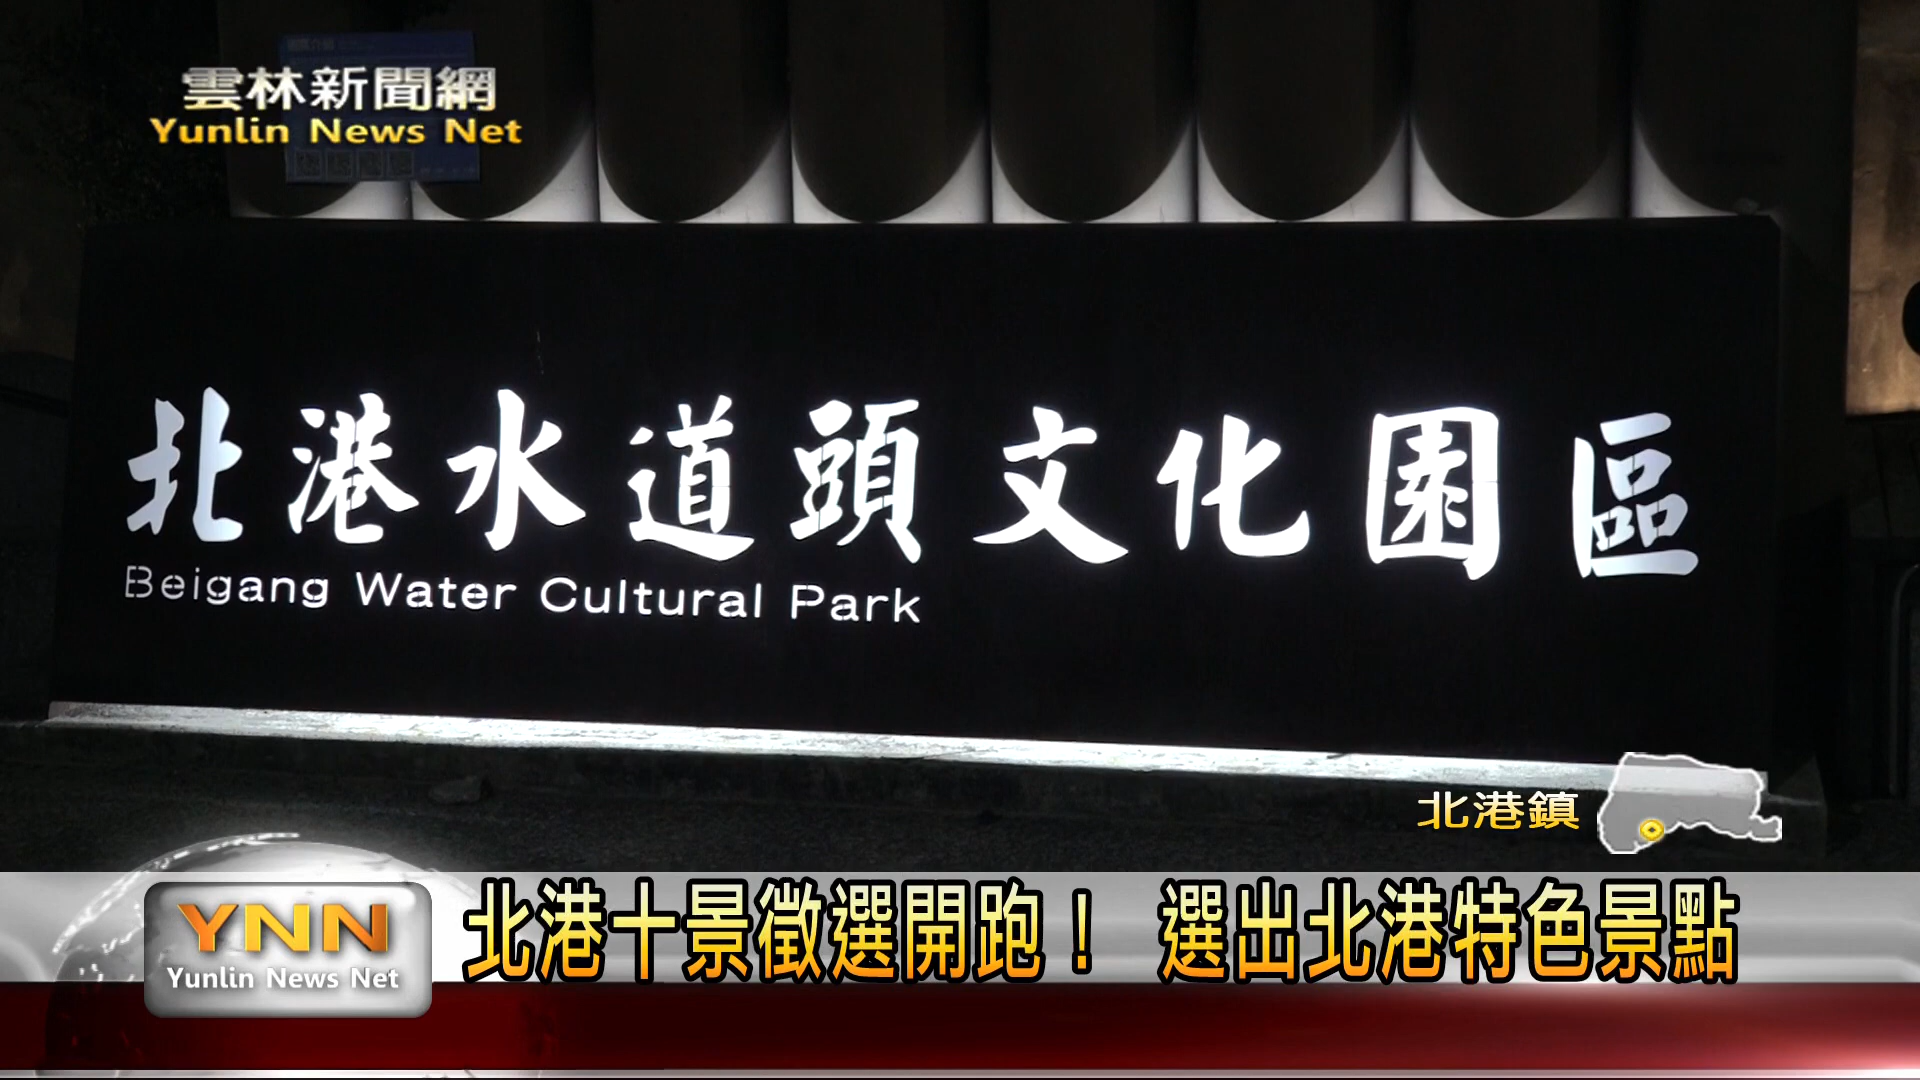 雲林新聞網
Yunlin News Net
北港水道頭文化園區
Beigang Water Cultural Park
北港鎮
YNN
Yunlin News Net
北港十景徵選開跑！ 選出北港特色景點